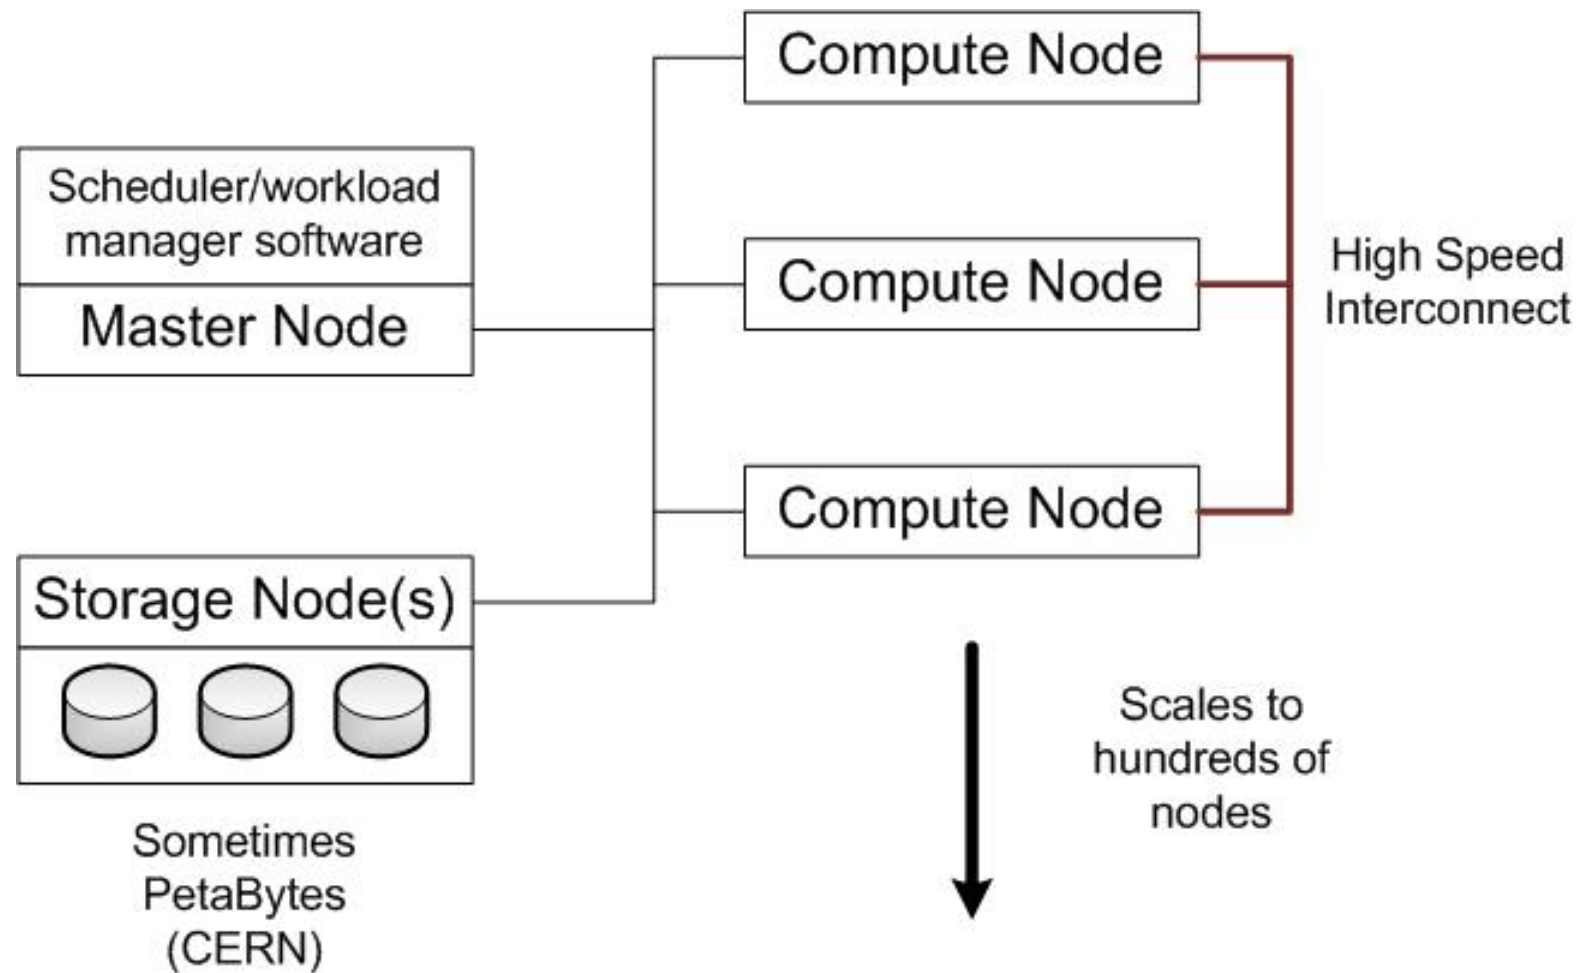 Compute Node
Scheduler/workload
manager software
Master Node
Compute Node
High Speed
Interconnect
Compute Node
Storage Node(s)
Sometimes
PetaBytes
(CERN)
Scales to
hundreds of
nodes